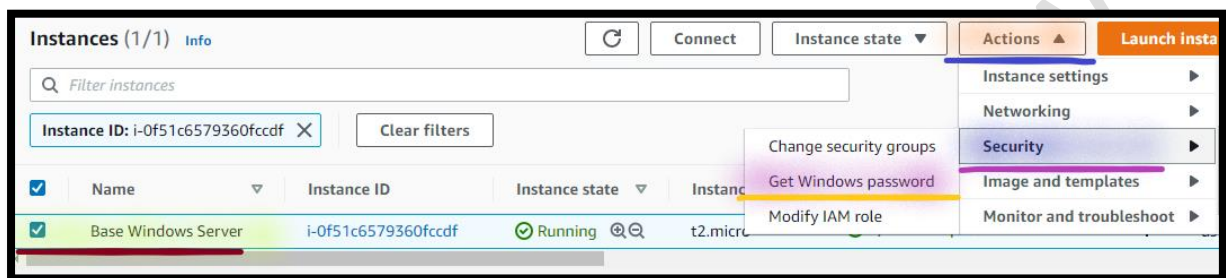 Instances (1/1) Info Connect Instance state Actions Launch insta
Filter instances Instance settings
Networking
Instance ID: i-0f51c6579360fccdf Clear filters
Change security groups Security
Name Instance ID Instance state Instanc Get Windows password Image and templates
Modify IAM role Monitor and troubleshoot
Base Windows Server i-0f51c6579360fccdf Running t2.micro